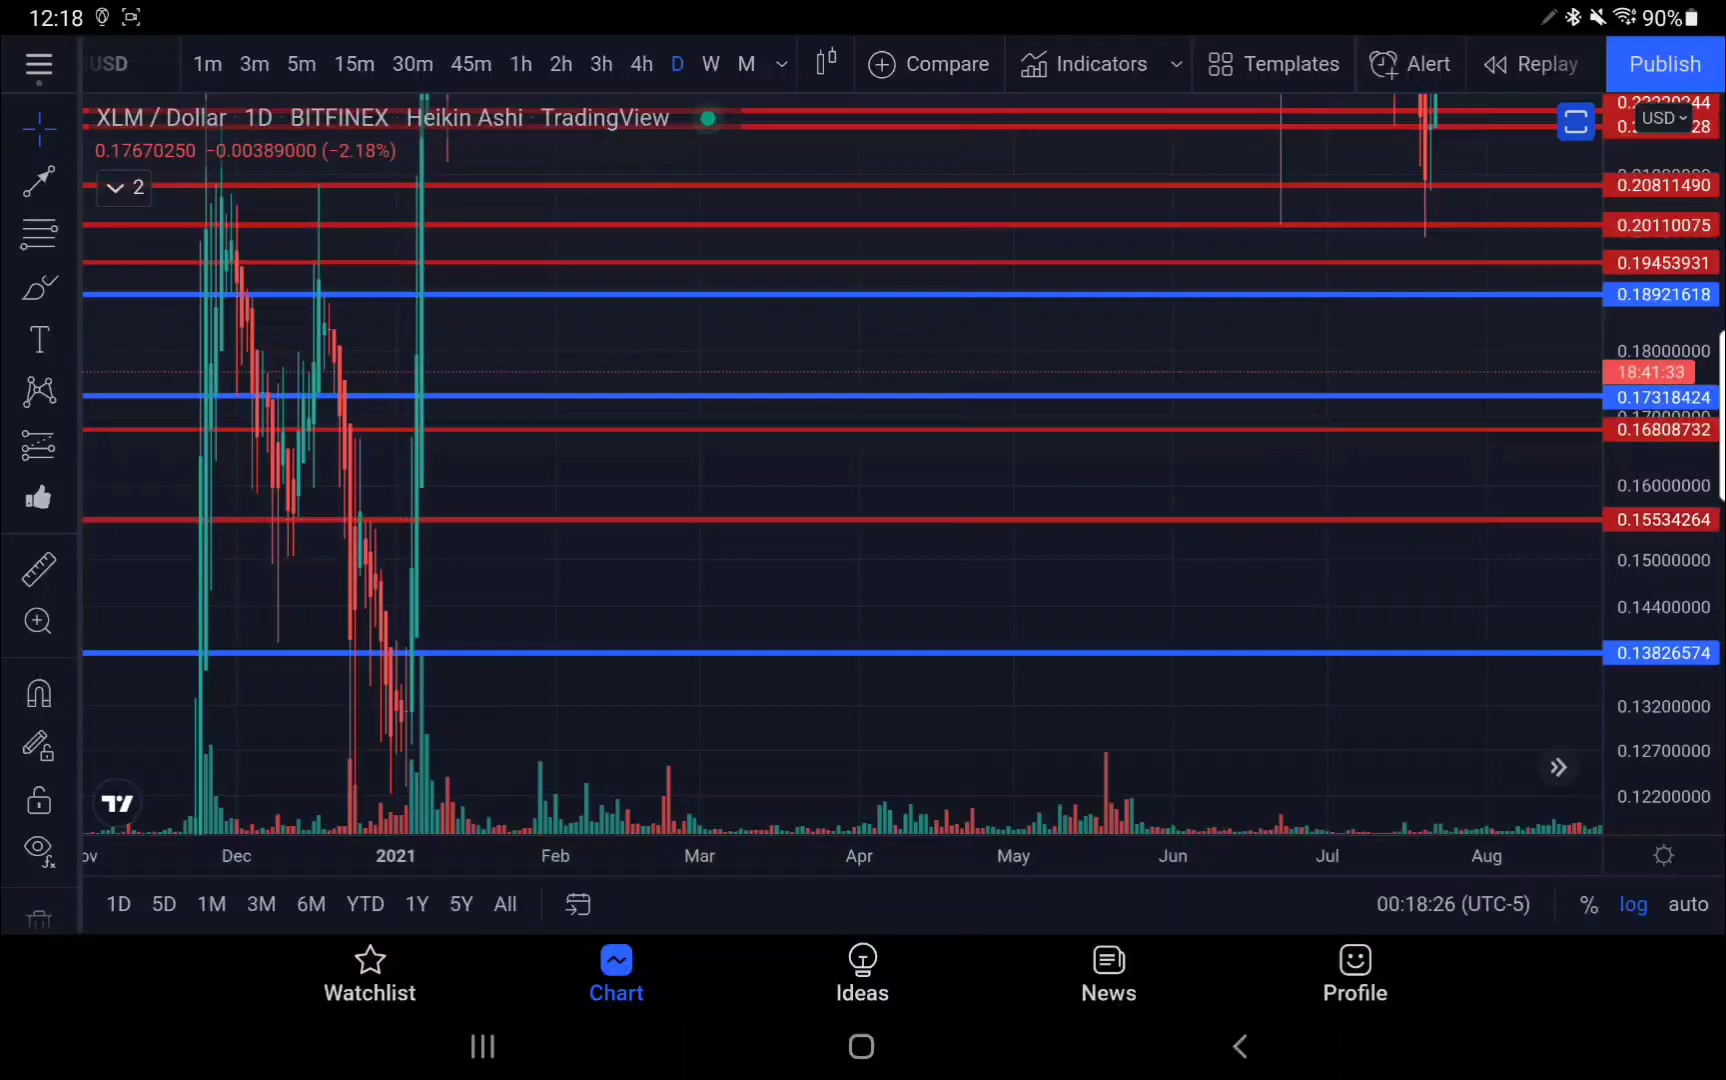 12:18 90%
USD 1m 3m 5m 15m 30m 45m 1h 2h 3h 4h D W M Compare Indicators Templates Alert Replay Publish
XLM / Dollar 1D BITFINEX Heikin Ashi TradingView
0.17670250 −0.00389000 (−2.18%)
2
USD
0.20811490
0.20110075
0.19453931
0.18921618
0.18000000
18:41:33
0.17318424
0.16808732
0.16000000
0.15534264
0.15000000
0.14400000
0.13826574
0.13200000
0.12700000
0.12200000
ov Dec 2021 Feb Mar Apr May Jun Jul Aug
1D 5D 1M 3M 6M YTD 1Y 5Y All 00:18:26 (UTC-5) % log auto
Watchlist Chart Ideas News Profile